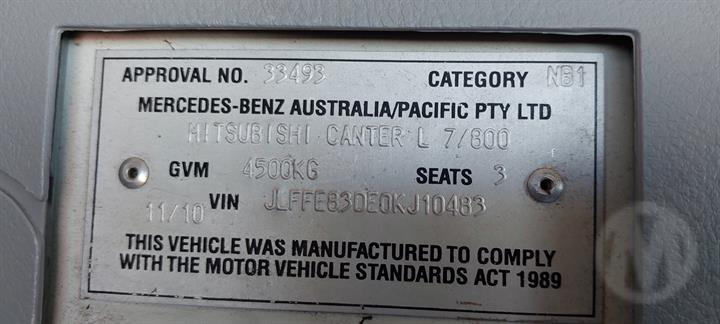 APPROVAL NO. 33493 CATEGORY NB1
MERCEDES-BENZ AUSTRALIA/PACIFIC PTY LTD
MITSUBISHI CANTER L 7/800
GVM 4500KG SEATS 3
11/10 VIN JLFFE83DE0KJ10483
THIS VEHICLE WAS MANUFACTURED TO COMPLY
WITH THE MOTOR VEHICLE STANDARDS ACT 1989
M